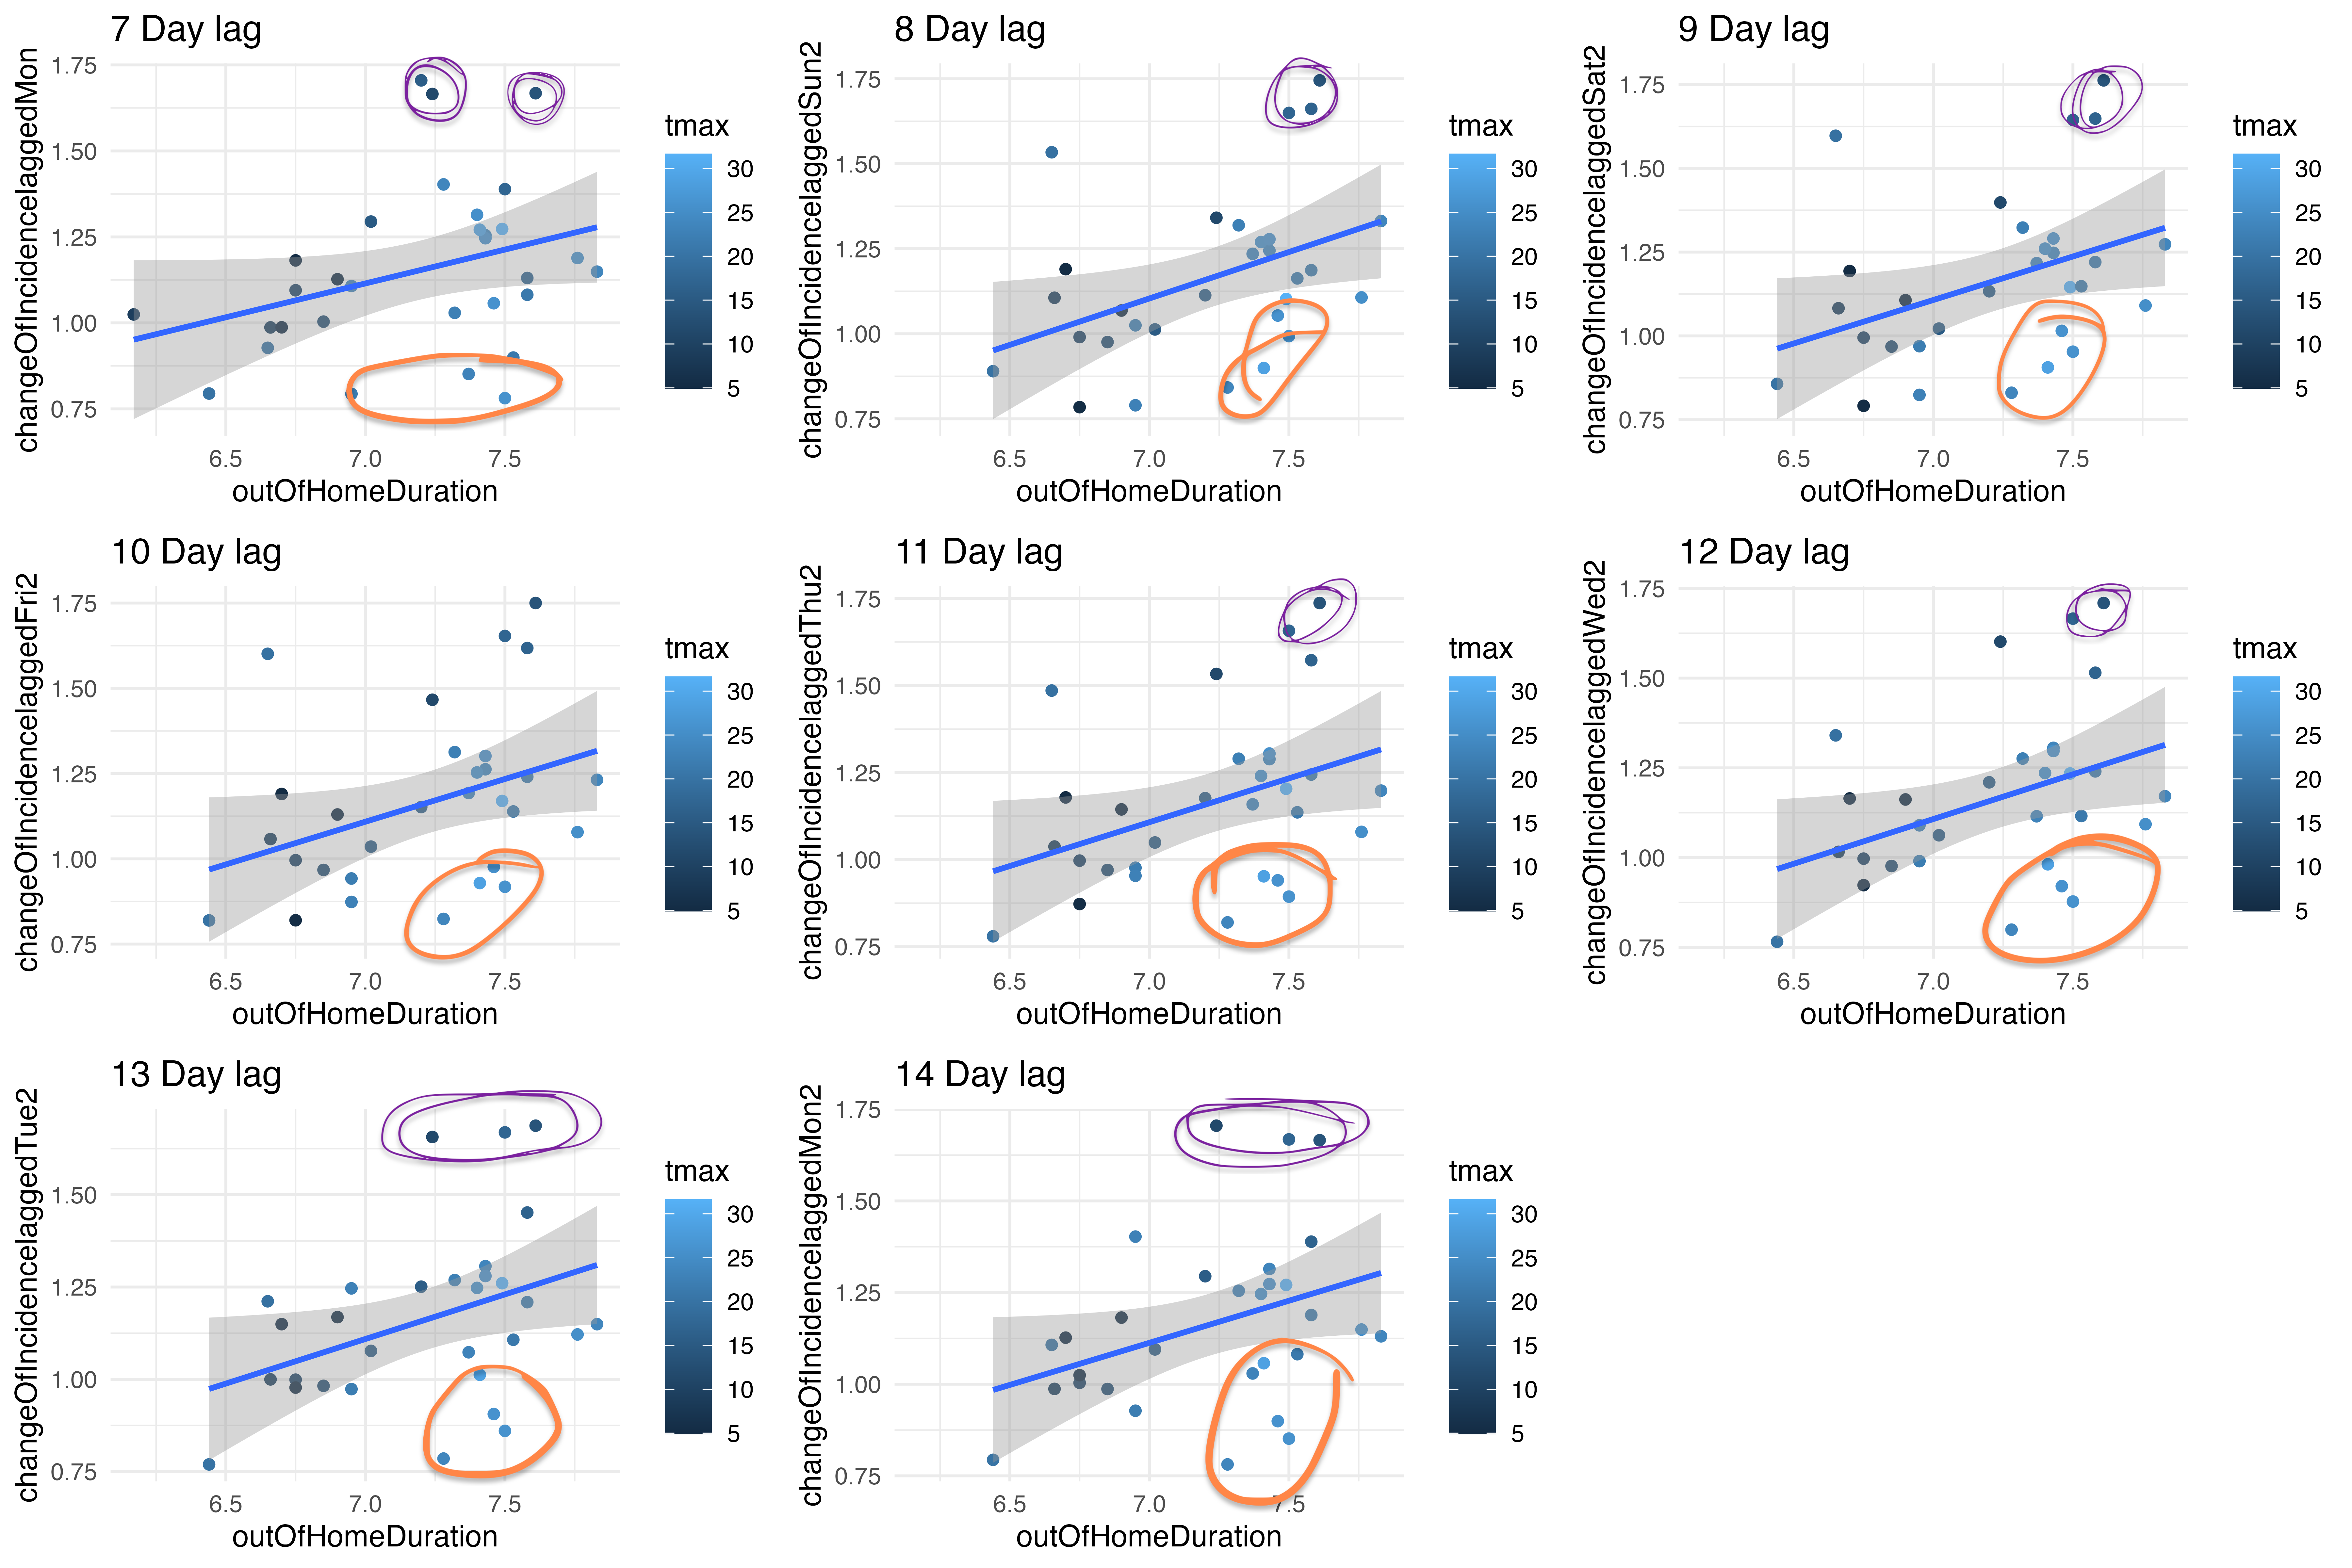 7 Day lag
changeOfIncidencelaggedMon
1.75
1.50
1.25
1.00
0.75
6.5 7.0 7.5
outOfHomeDuration
tmax
30
25
20
15
10
5
8 Day lag
changeOfIncidencelaggedSun2
1.75
1.50
1.25
1.00
0.75
6.5 7.0 7.5
outOfHomeDuration
tmax
30
25
20
15
10
5
9 Day lag
changeOfIncidencelaggedSat2
1.75
1.50
1.25
1.00
0.75
6.5 7.0 7.5
outOfHomeDuration
tmax
30
25
20
15
10
5
10 Day lag
changeOfIncidencelaggedFri2
1.75
1.50
1.25
1.00
0.75
6.5 7.0 7.5
outOfHomeDuration
tmax
30
25
20
15
10
5
11 Day lag
changeOfIncidencelaggedThu2
1.75
1.50
1.25
1.00
0.75
6.5 7.0 7.5
outOfHomeDuration
tmax
30
25
20
15
10
5
12 Day lag
changeOfIncidencelaggedWed2
1.75
1.50
1.25
1.00
0.75
6.5 7.0 7.5
outOfHomeDuration
tmax
30
25
20
15
10
5
13 Day lag
changeOfIncidencelaggedTue2
1.50
1.25
1.00
0.75
6.5 7.0 7.5
outOfHomeDuration
tmax
30
25
20
15
10
5
14 Day lag
changeOfIncidencelaggedMon2
1.75
1.50
1.25
1.00
0.75
6.5 7.0 7.5
outOfHomeDuration
tmax
30
25
20
15
10
5